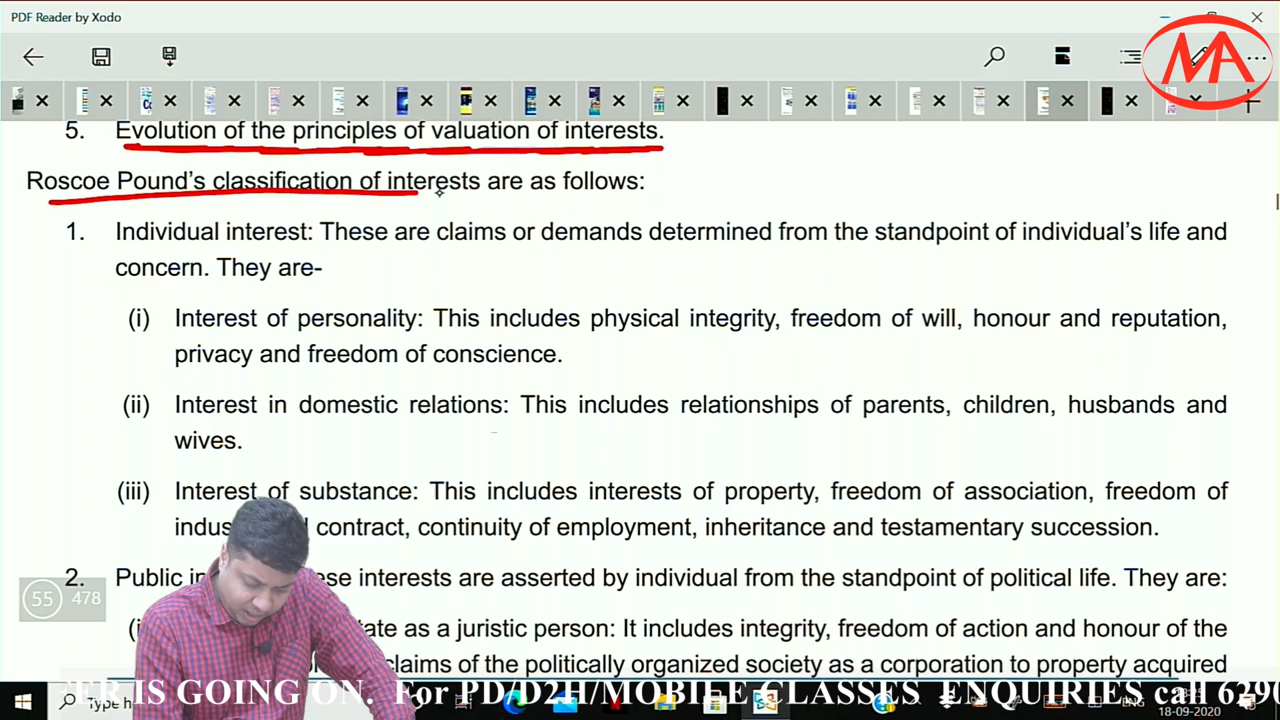 PDF Reader by Xodo
MA
5. Evolution of the principles of valuation of interests.
Roscoe Pound's classification of interests are as follows:
1. Individual interest: These are claims or demands determined from the standpoint of individual's life and
concern. They are-
(i) Interest of personality: This includes physical integrity, freedom of will, honour and reputation,
privacy and freedom of conscience.
(ii) Interest in domestic relations: This includes relationships of parents, children, husbands and
wives.
(iii) Interest of substance: This includes interests of property, freedom of association, freedom of
contract, continuity of employment, inheritance and testamentary succession.
2. Public these interests are asserted by individual from the standpoint of political life. They are:
as a juristic person: It includes integrity, freedom of action and honour of the
claims of the politically organized society as a corporation to property acquired
55 478
IS GOING ON. For PD/D2H/MOBILE CLASSES ENQUIRIES call 629
Type h
ENG
18-09-2020